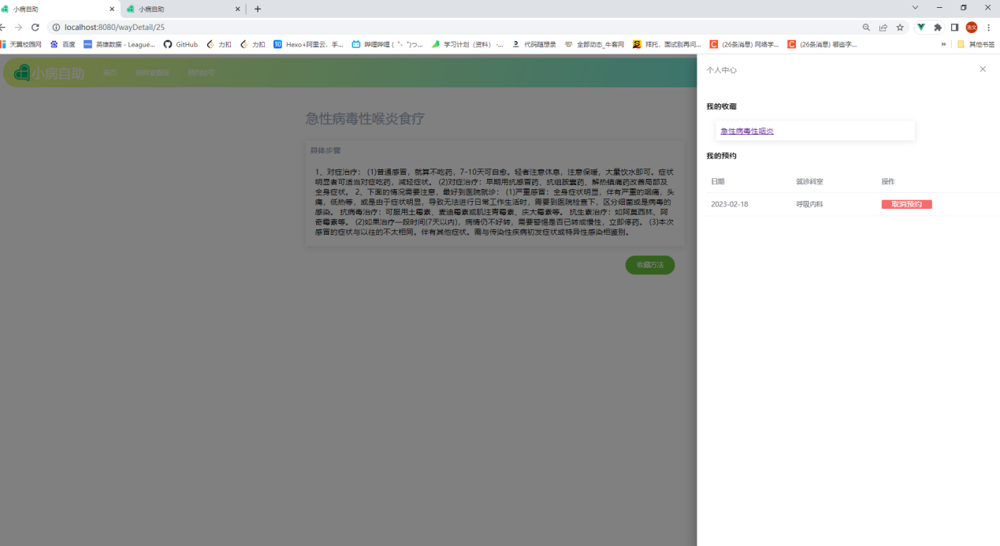 小病自助
小病自助
localhost:8080/wayDetail/25
天翼校园网
百度
英雄数据 - League...
GitHub
力扣
力扣
Hexo+阿里云、手...
哔哩哔哩 ( ゜- ゜)つ...
学习计划（资料）-...
代码随想录
全部动态_牛客网
拜托，面试别再问...
(26条消息) 网络学...
(26条消息) 哪些字...
»
其他书签
小病自助
首页
预约挂号
个人中心
急性病毒性喉炎食疗
具体步骤
1、对症治疗： (1)普通感冒，就算不吃药，7-10天可自愈。轻者注意休息，注意保暖，大量饮水即可。症状
明显者可适当对症吃药，减轻症状。 (2)对症治疗：早期用抗感冒药、抗组胺囊药、解热镇痛药改善局部及
全身症状。 2、下面的情况需要注意，最好到医院就诊： (1)严重感冒：全身症状明显，伴有严重的咽痛，头
痛，低热等，或是由于症状明显，导致无法进行日常工作生活时，需要到医院检查下，区分细菌或是病毒的
感染。 抗病毒治疗：可服用土霉素、麦迪霉素或肌注青霉素、庆大霉素等。 抗生素治疗：如阿莫西林、阿
奇霉素等。 (2)如果治疗一段时间(7天以内)，病情仍不好转，需要警惕是否已转成慢性，立即停药。 (3)本次
感冒的症状与以往的不太相同。伴有其他症状。需与传染性疾病初发症状或特异性感染相鉴别。
收藏方法
我的收藏
急性病毒性咽炎
我的预约
日期 就诊科室 操作
2023-02-18 呼吸内科 取消预约